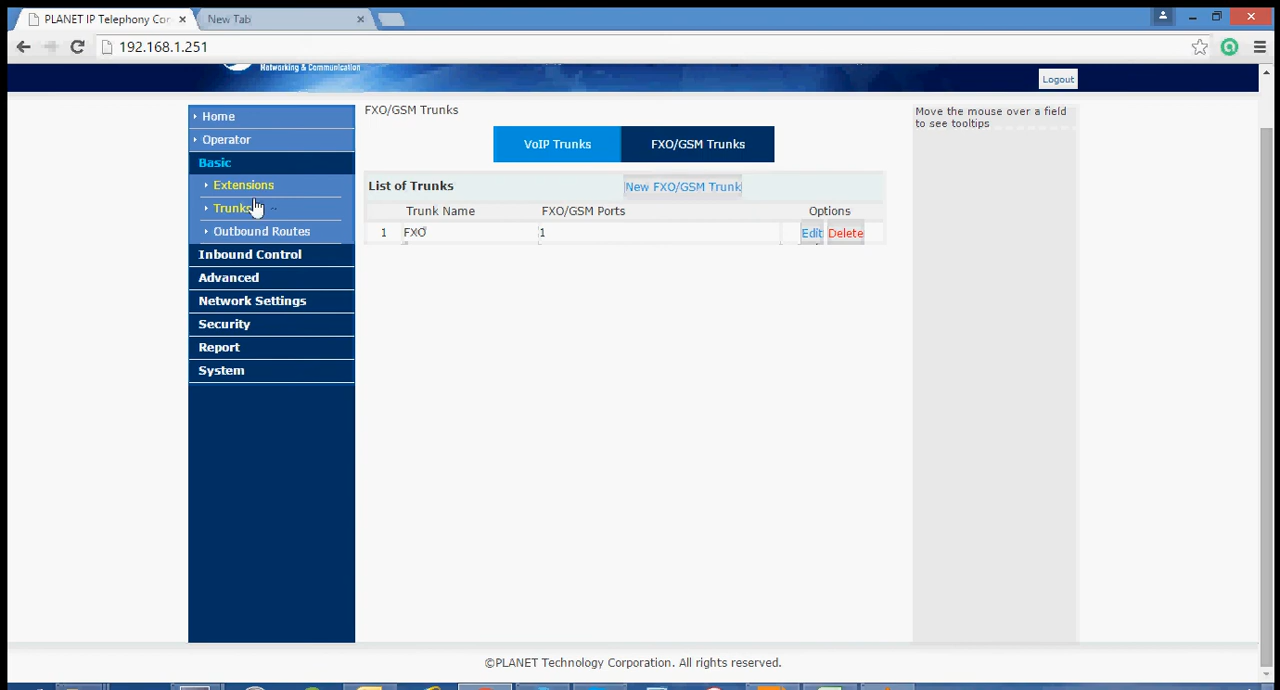 PLANET IP Telephony Cor
New Tab
192.168.1.251
Networking & Communication
Logout
Home
Operator
Basic
Extensions
Trunks
Outbound Routes
Inbound Control
Advanced
Network Settings
Security
Report
System
FXO/GSM Trunks
VoIP Trunks FXO/GSM Trunks
List of Trunks New FXO/GSM Trunk
Trunk Name FXO/GSM Ports Options
1 FXO 1 Edit Delete
Move the mouse over a field
to see tooltips
©PLANET Technology Corporation. All rights reserved.